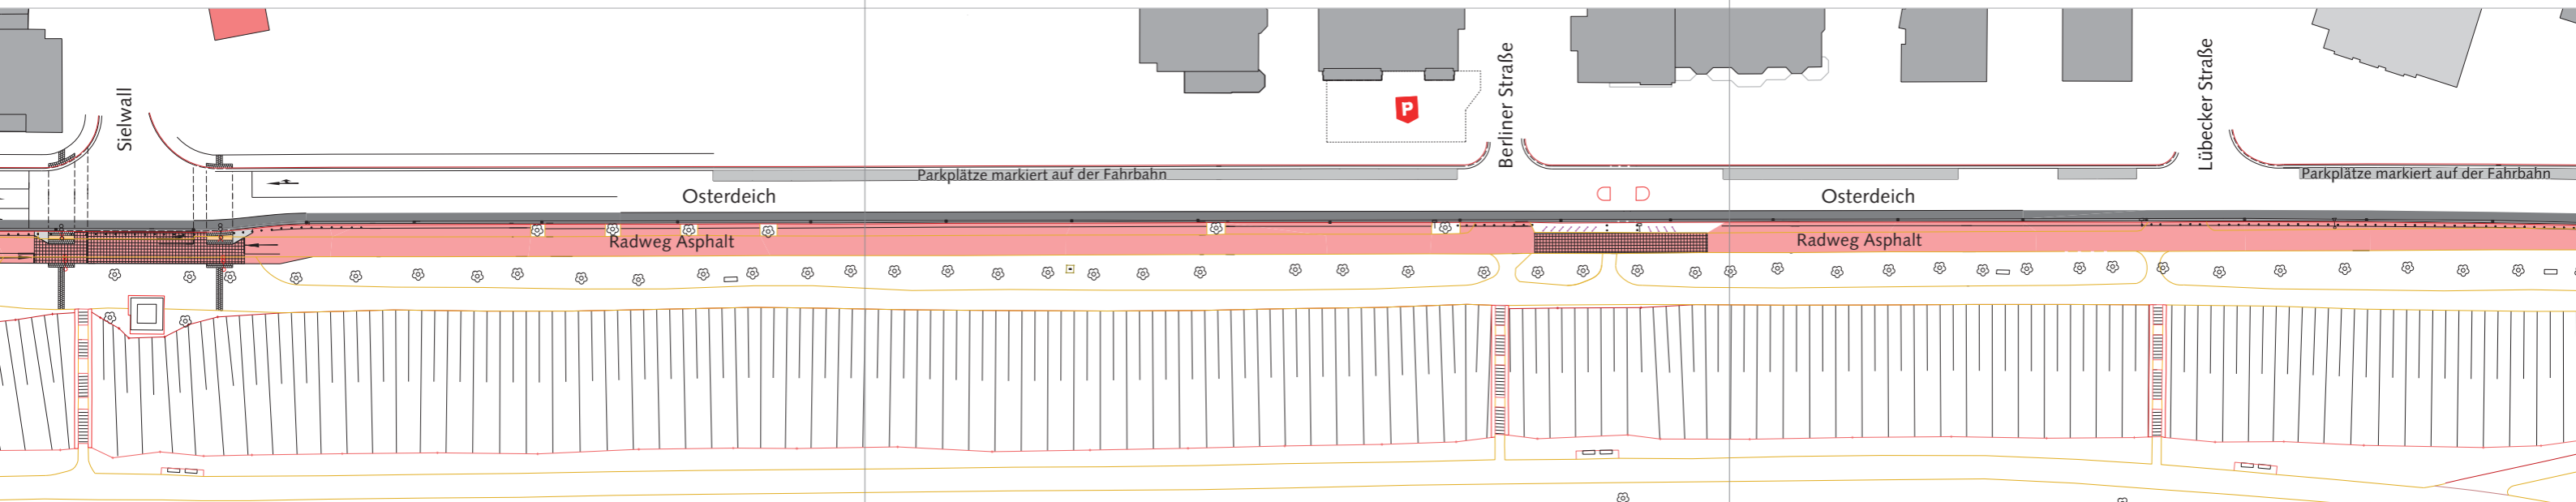 Sielwall
Berliner Straße
Lübecker Straße
P
Parkplätze markiert auf der Fahrbahn
Parkplätze markiert auf der Fahrbahn
Osterdeich
Osterdeich
Radweg Asphalt
Radweg Asphalt